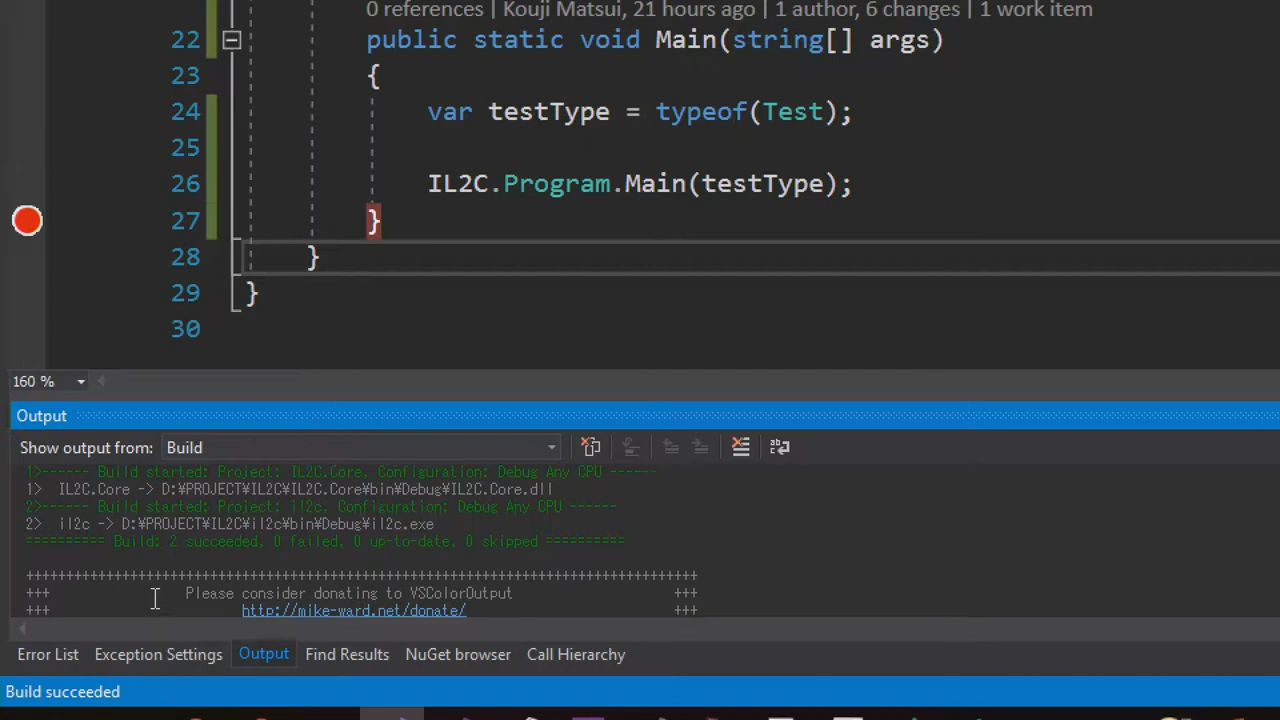 0 references | Kouji Matsui, 21 hours ago | 1 author, 6 changes | 1 work item
22 public static void Main(string[] args)
23 {
24 var testType = typeof(Test);
25
26 IL2C.Program.Main(testType);
27 }
28 }
29 }
30
160 %
Output
Show output from: Build
1>------ Build started: Project: IL2C.Core, Configuration: Debug Any CPU ------
1> IL2C.Core -> D:¥PROJECT¥IL2C¥IL2C.Core¥bin¥Debug¥IL2C.Core.dll
2>------ Build started: Project: il2c, Configuration: Debug Any CPU ------
2> il2c -> D:¥PROJECT¥IL2C¥il2c¥bin¥Debug¥il2c.exe
========== Build: 2 succeeded, 0 failed, 0 up-to-date, 0 skipped ==========
++++++++++++++++++++++++++++++++++++++++++++++++++++++++++++++++++++++++++++++++++++
+++ Please consider donating to VSColorOutput +++
+++ http://mike-ward.net/donate/ +++
Error List Exception Settings Output Find Results NuGet browser Call Hierarchy
Build succeeded